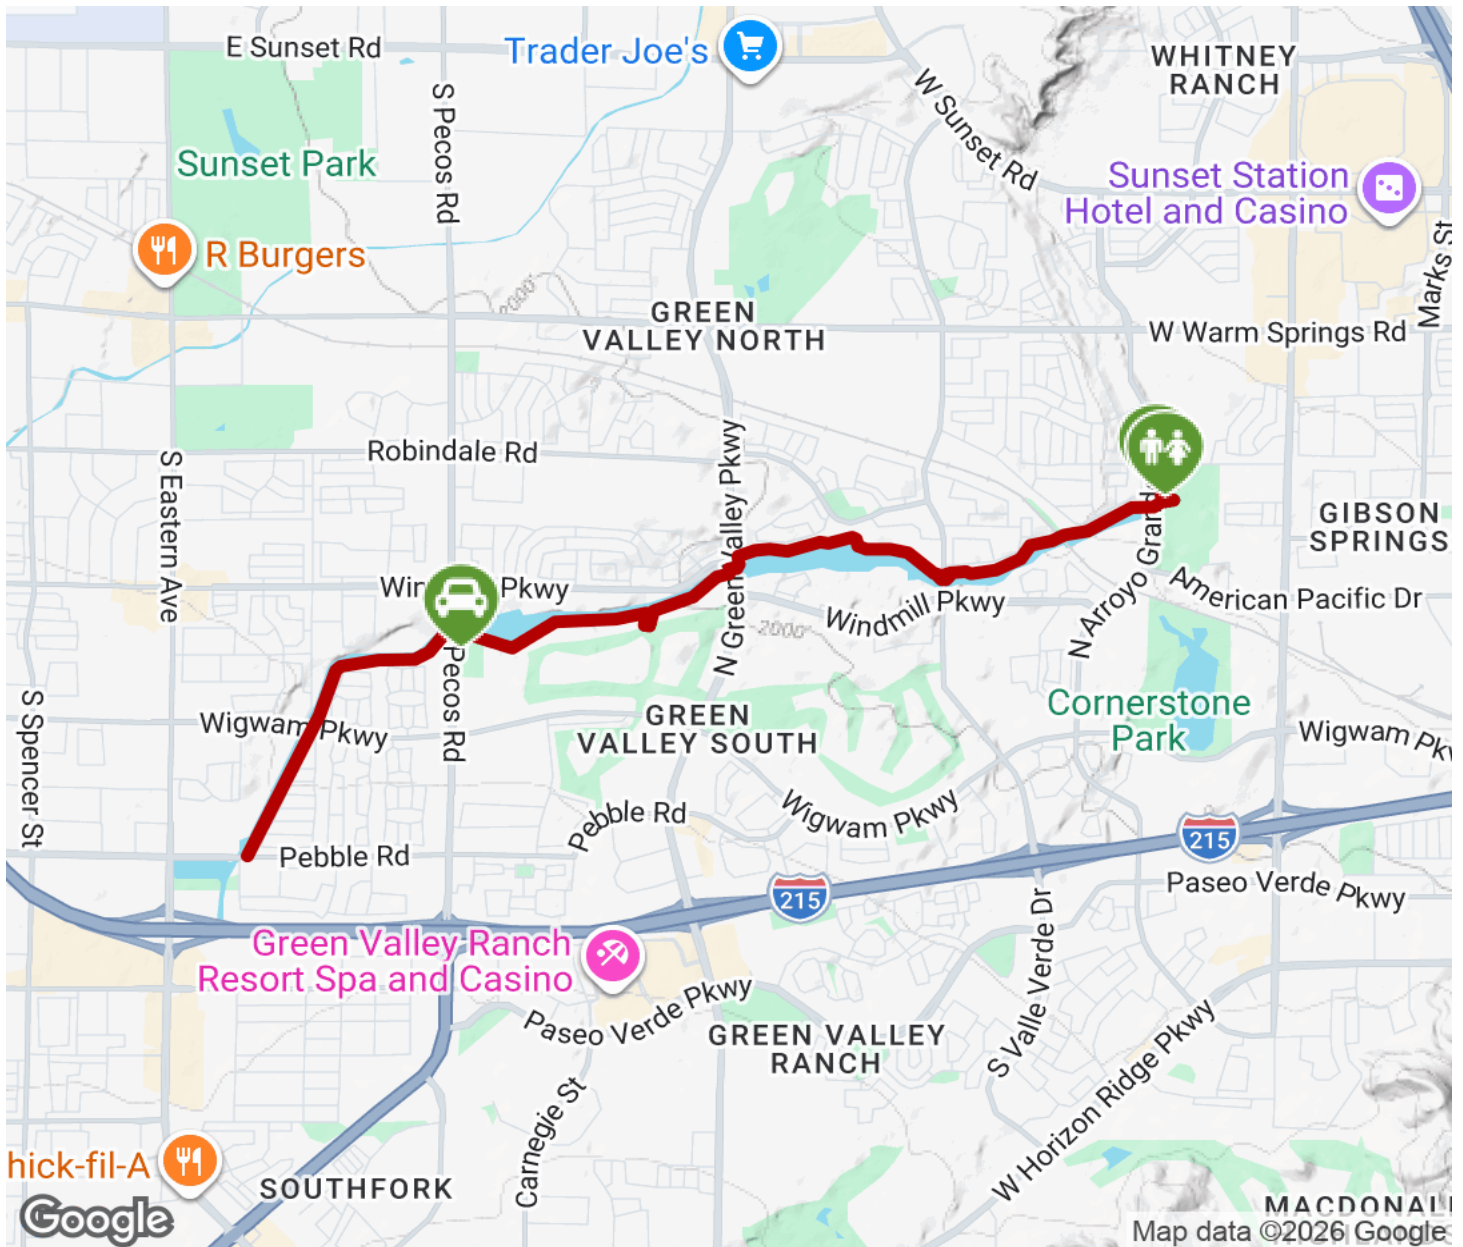 E Sunset Rd
Trader Joe's
WHITNEY
RANCH
S Pecos Rd
W Sunset Rd
Sunset Park
Sunset Station
Hotel and Casino
R Burgers
Marks St
2000
GREEN
VALLEY NORTH
W Warm Springs Rd
Robindale Rd
S Eastern Ave
N Green Valley Pkwy
GIBSON
SPRINGS
Win Pkwy
Windmill Pkwy
American Pacific Dr
N Arroyo Grand
2000
Pecos Rd
S Spencer St
Wigwam Pkwy
GREEN
VALLEY SOUTH
Cornerstone
Park
Wigwam Pkw
Pebble Rd
Wigwam Pkwy
Pebble Rd
215
215
Paseo Verde Pkwy
Green Valley Ranch
Resort Spa and Casino
S Valle Verde Dr
Paseo Verde Pkwy
GREEN VALLEY
RANCH
W Horizon Ridge Pkwy
Carnegie St
hick-fil-A
SOUTHFORK
MACDONAL
Google
Map data ©2026 Google